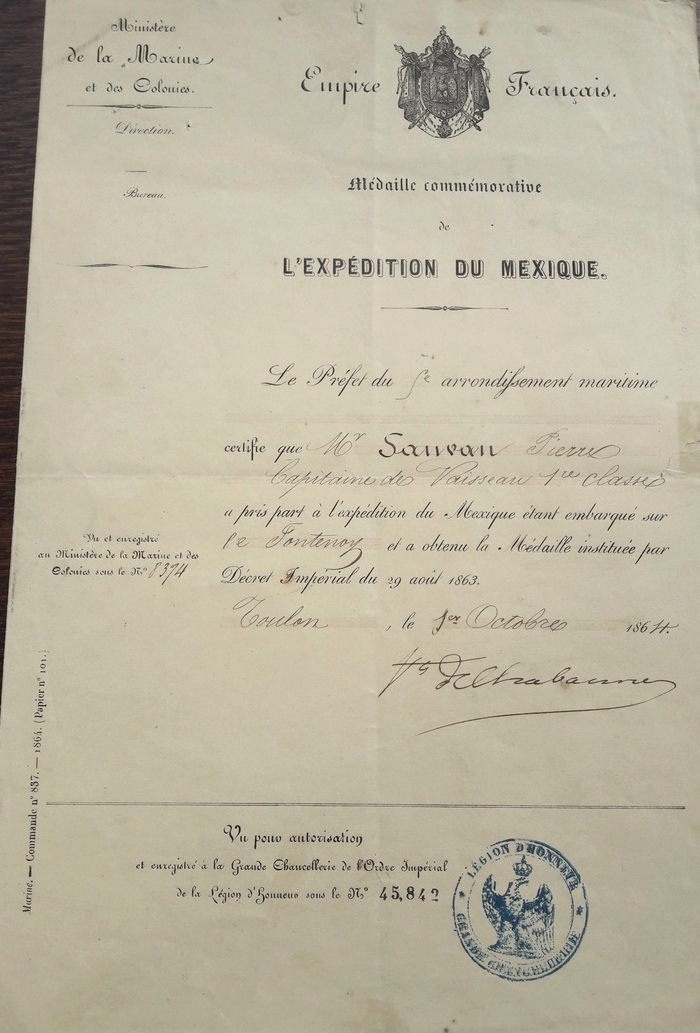 Ministère
de la Marine
et des Colonies.
Direction.
Bureau.
Empire Français.
Médaille commémorative
de
L'EXPÉDITION DU MEXIQUE.
Le Préfet du 5e arrondissement maritime
certifie que Mr Sauvan Pierre
Capitaine de Vaisseau 1re classe
a pris part à l'expédition du Mexique étant embarqué sur
le Fontenoy et a obtenu la Médaille instituée par
Décret Impérial du 29 août 1863.
Toulon, le 1er Octobre 1864.
Vu et enregistré
au Ministère de la Marine et des
Colonies sous le No 8374
Marine. — Commande no 837. — 1864. (Papier no 101.)
Vu pour autorisation
et enregistré à la Grande Chancellerie de l'Ordre Impérial
de la Légion d'Honneur sous le No 45,842
LÉGION D'HONNEUR
GRANDE CHANCELLERIE